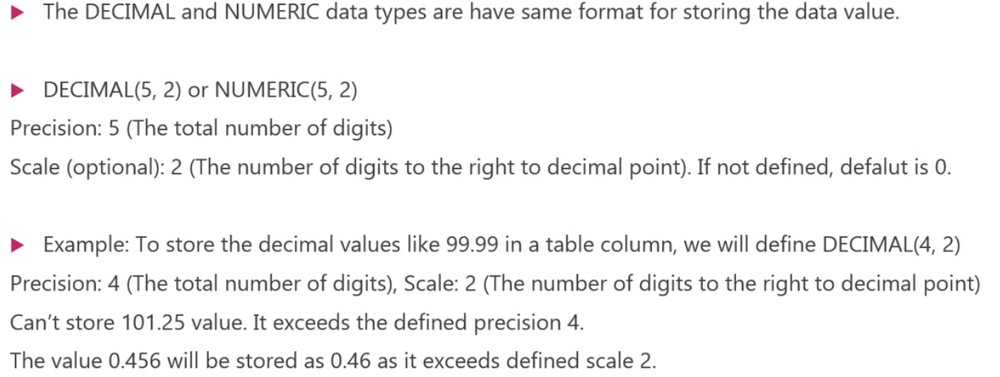 The DECIMAL and NUMERIC data types are have same format for storing the data value.
DECIMAL(5, 2) or NUMERIC(5, 2)
Precision: 5 (The total number of digits)
Scale (optional): 2 (The number of digits to the right to decimal point). If not defined, defalut is 0.
Example: To store the decimal values like 99.99 in a table column, we will define DECIMAL(4, 2)
Precision: 4 (The total number of digits), Scale: 2 (The number of digits to the right to decimal point)
Can’t store 101.25 value. It exceeds the defined precision 4.
The value 0.456 will be stored as 0.46 as it exceeds defined scale 2.